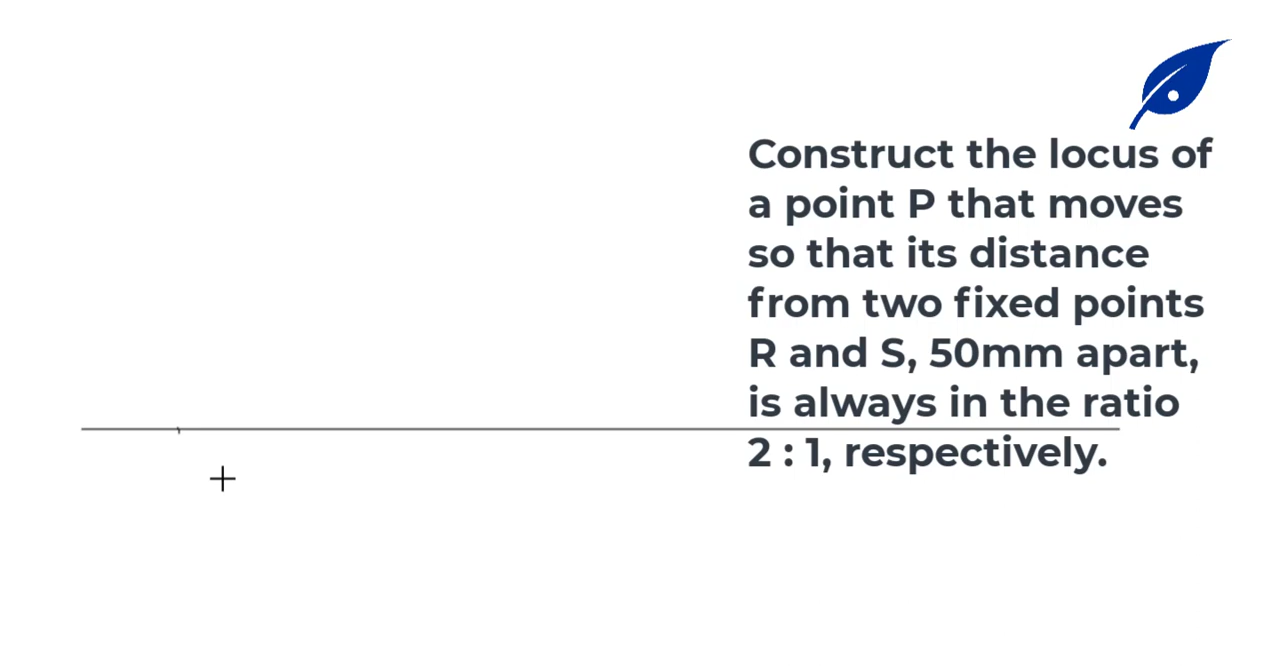 Construct the locus of
a point P that moves
so that its distance
from two fixed points
R and S, 50mm apart,
is always in the ratio
2 : 1, respectively.